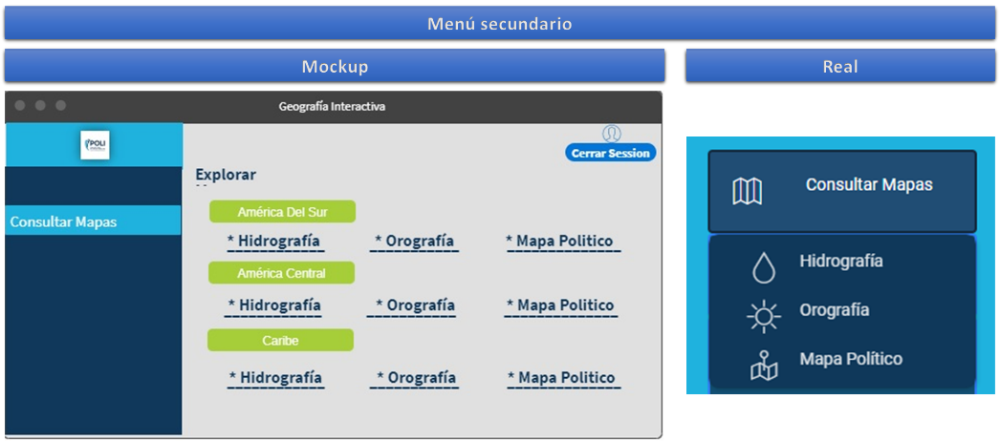 Menú secundario
Mockup
Real
Geografía Interactiva
POLI
Cerrar Session
Explorar
Consultar Mapas
América Del Sur
* Hidrografía * Orografía * Mapa Politico
América Central
* Hidrografía * Orografía * Mapa Politico
Caribe
* Hidrografía * Orografía * Mapa Politico
Consultar Mapas
Hidrografía
Orografía
Mapa Político